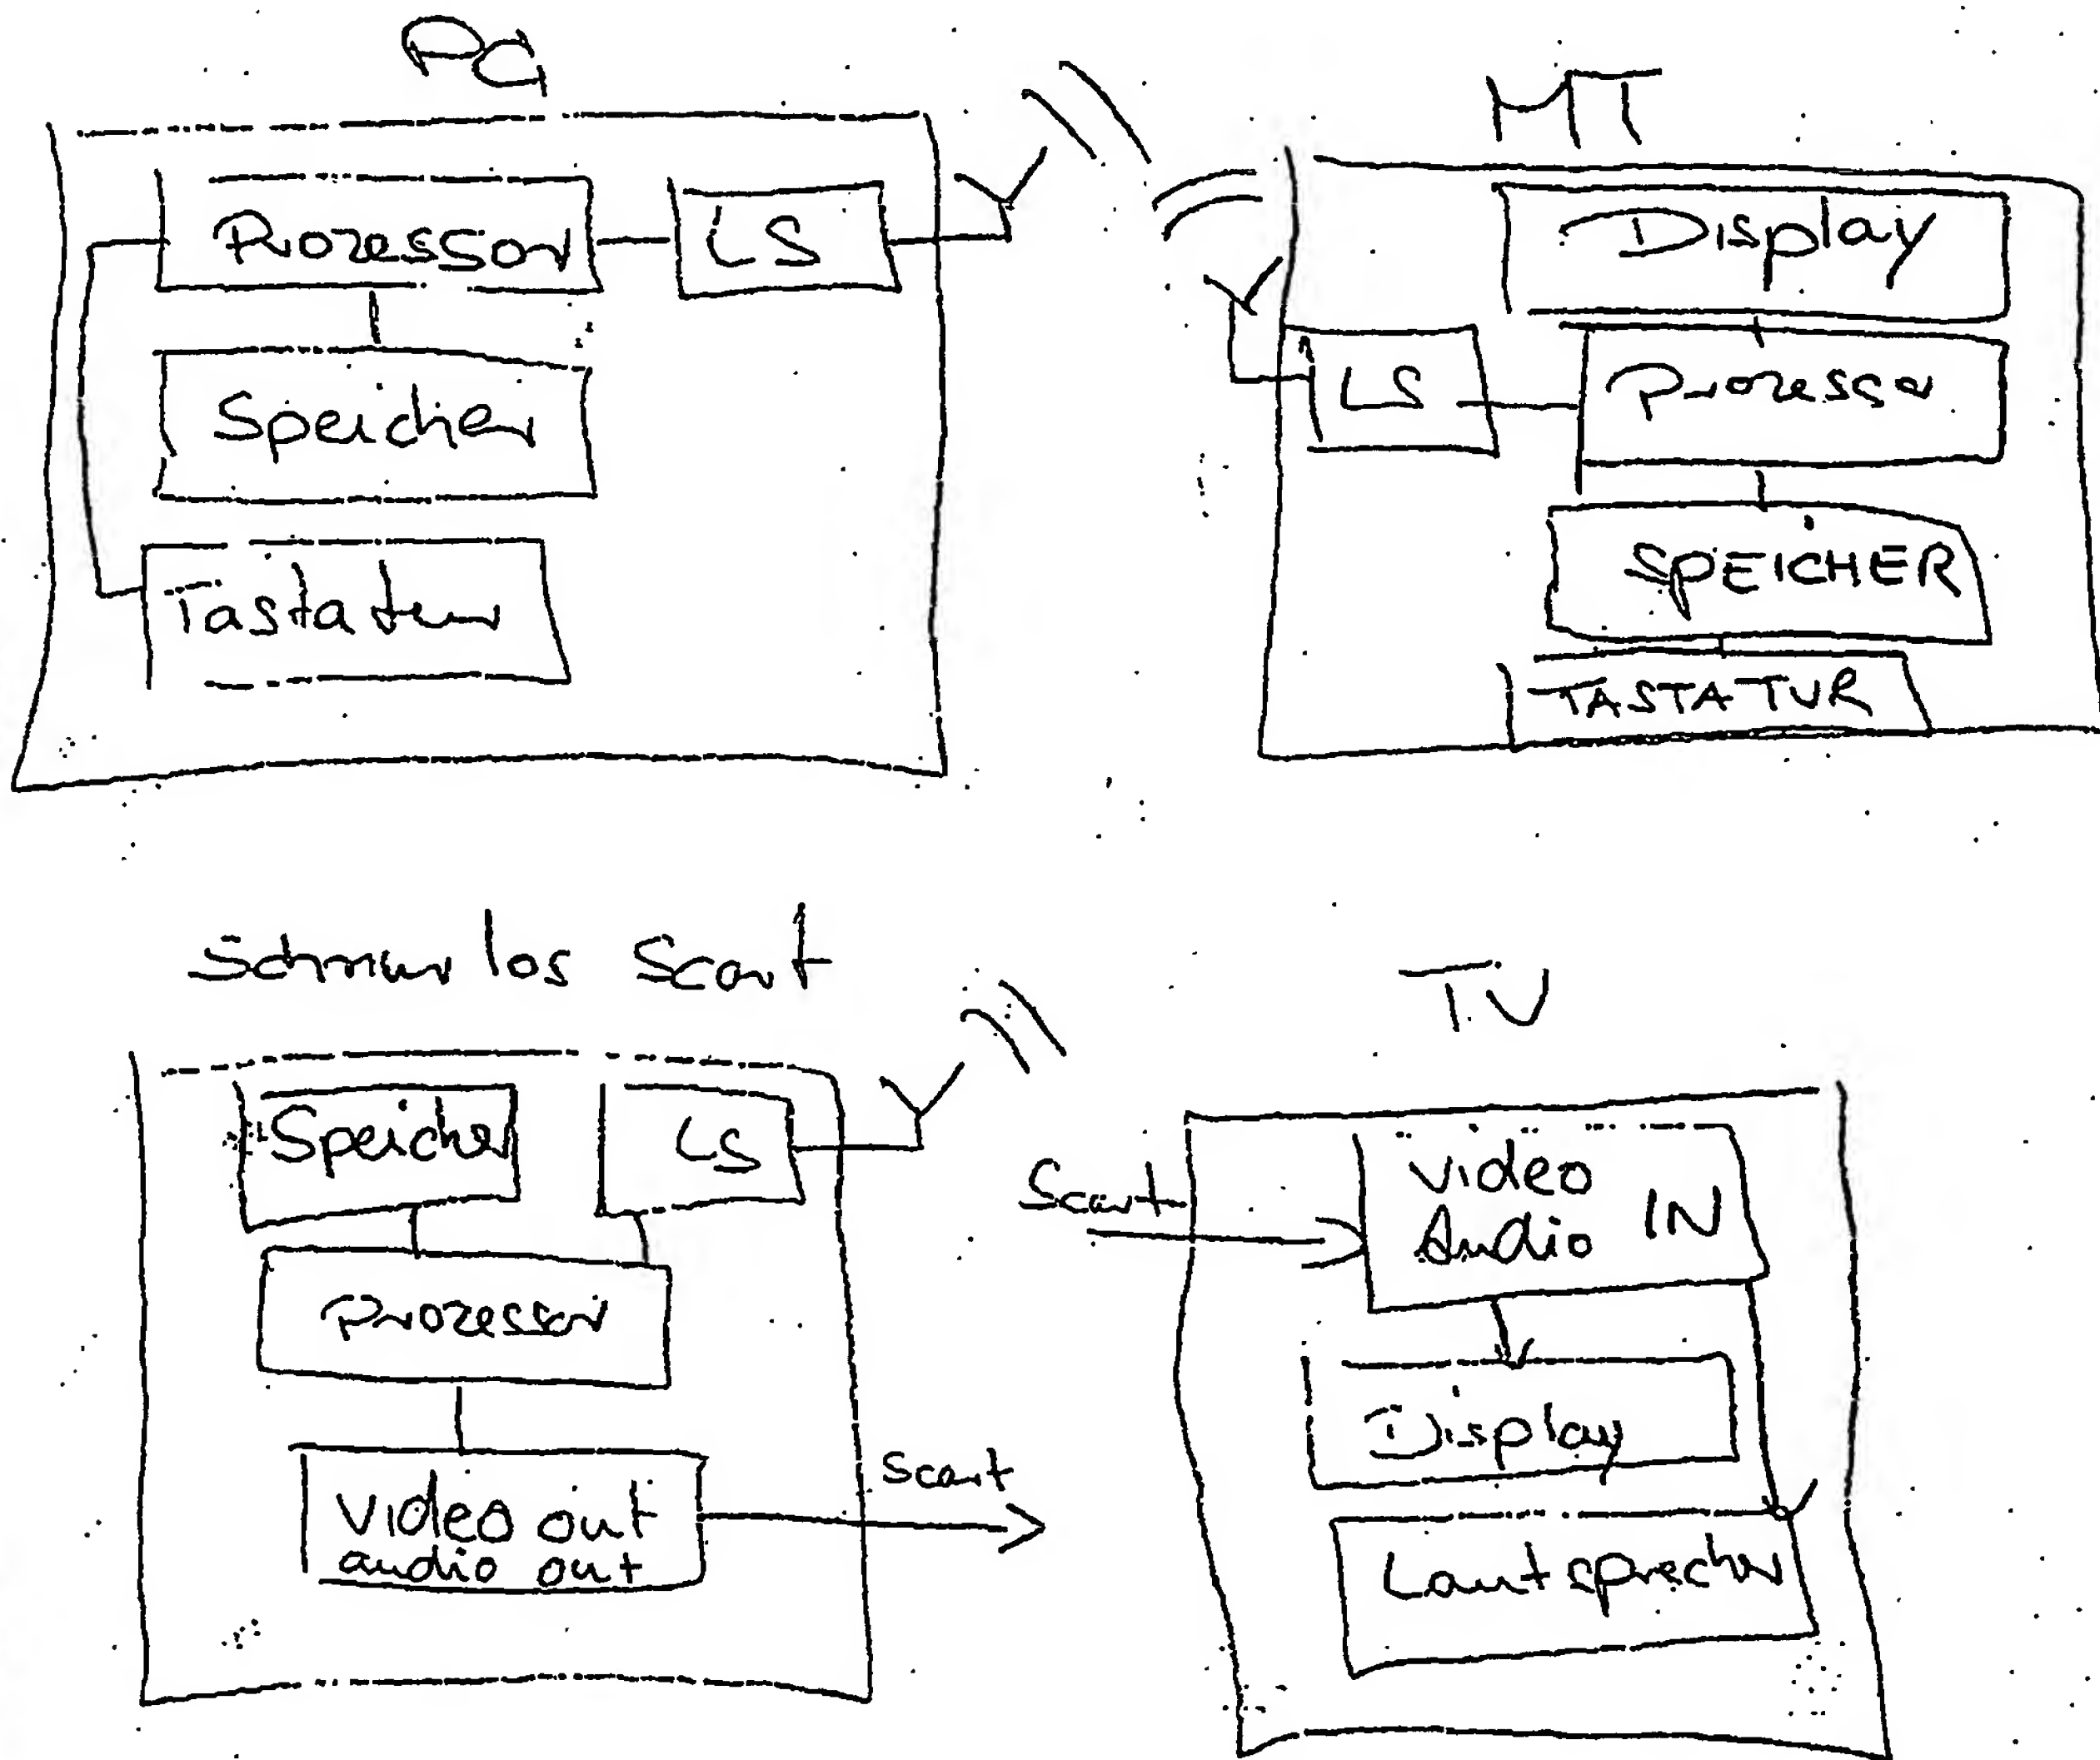 PC
Prozessor
LS
Speicher
Tastatur
MT
Display
LS
Prozessor
SPEICHER
TASTATUR
Schnurlos Scart
Speicher
LS
Prozessor
Video out
audio out
Scart
TV
Scart
Video
Audio IN
Display
Lautsprecher